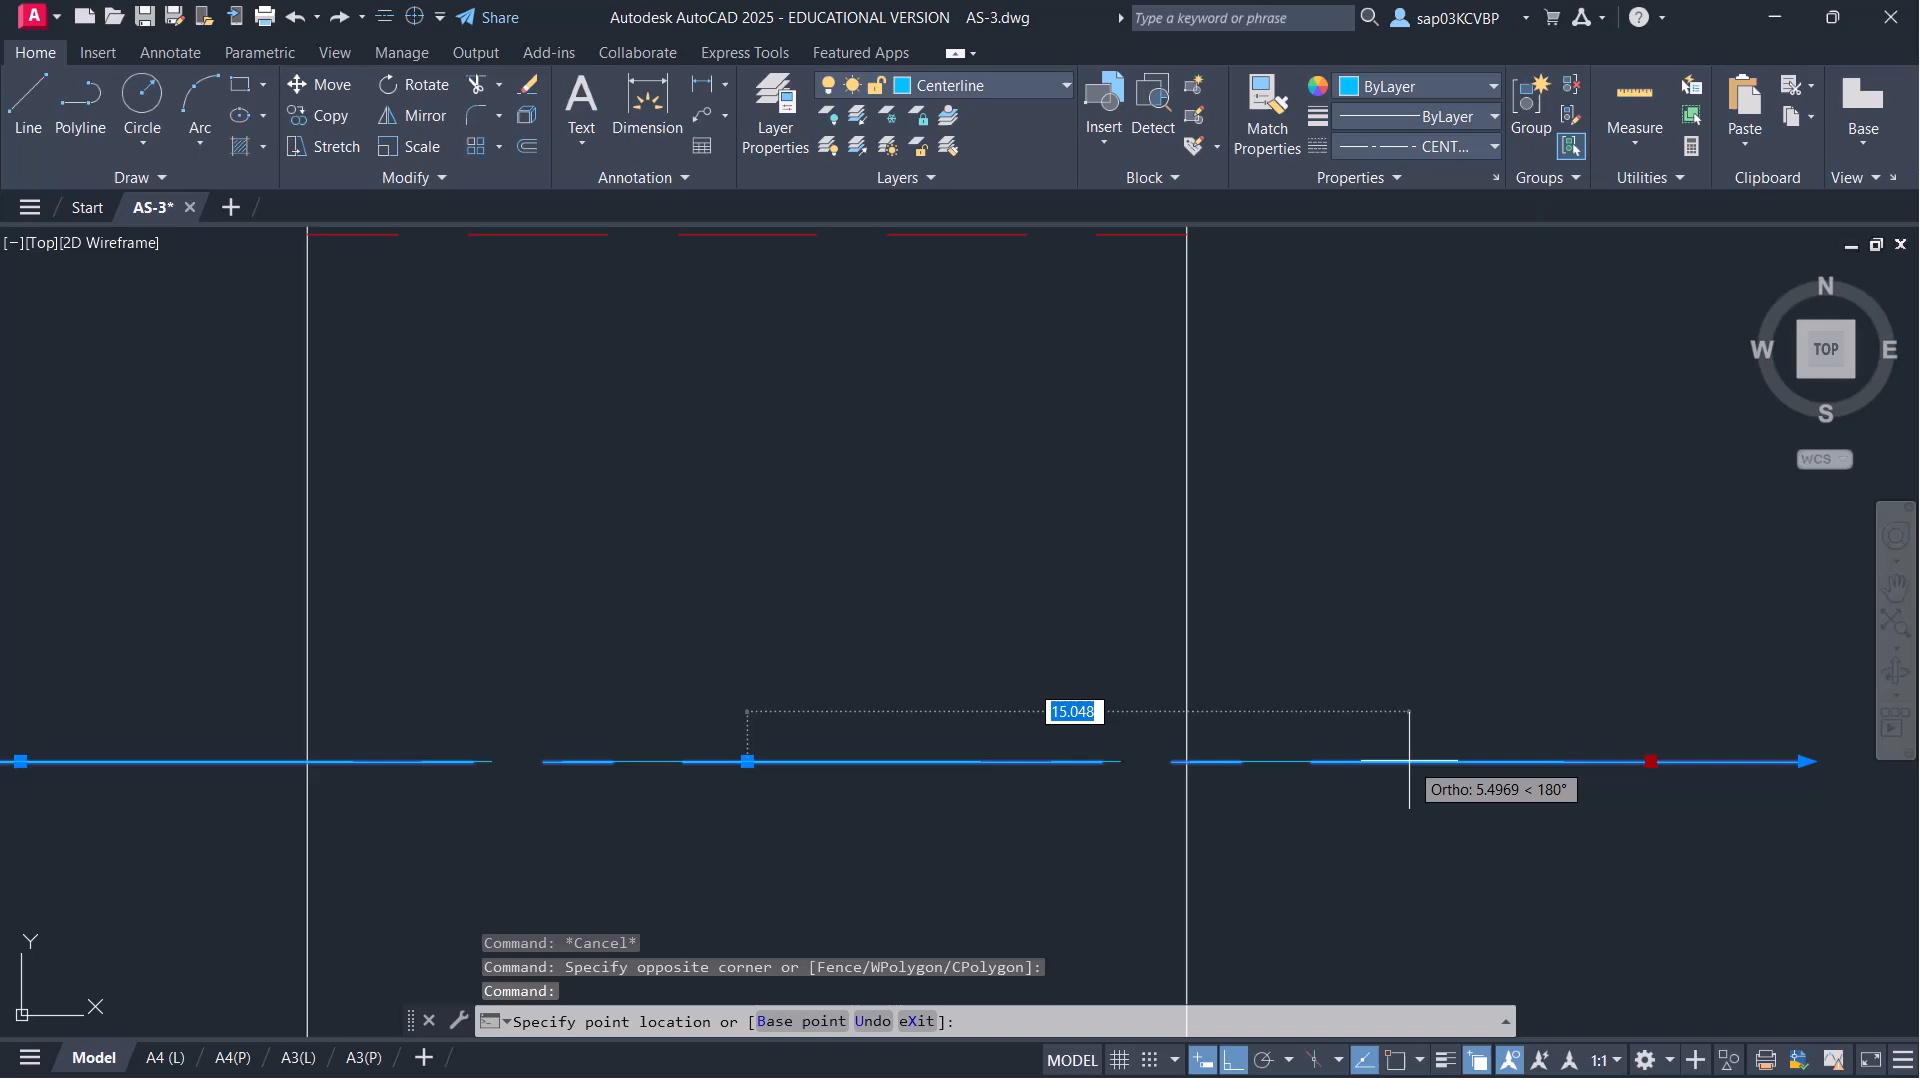 Share
Autodesk AutoCAD 2025 - EDUCATIONAL VERSION AS-3.dwg
Type a keyword or phrase
sap03KCVBP
Home Insert Annotate Parametric View Manage Output Add-ins Collaborate Express Tools Featured Apps
Line Polyline Circle Arc
Move Rotate
Copy Mirror
Stretch Scale
Text Dimension
Layer Properties
Centerline
Insert Detect
Match Properties
ByLayer
ByLayer
CENT...
Group
Measure
Paste
Base
Draw Modify Annotation Layers Block Properties Groups Utilities Clipboard View
Start AS-3*
[−][Top][2D Wireframe]
N
W TOP E
S
WCS
15.048
Ortho: 5.4969 < 180°
Y
X
Command: *Cancel*
Command: Specify opposite corner or [Fence/WPolygon/CPolygon]:
Command:
Specify point location or [Base point Undo eXit]:
Model A4 (L) A4(P) A3(L) A3(P)
MODEL 1:1